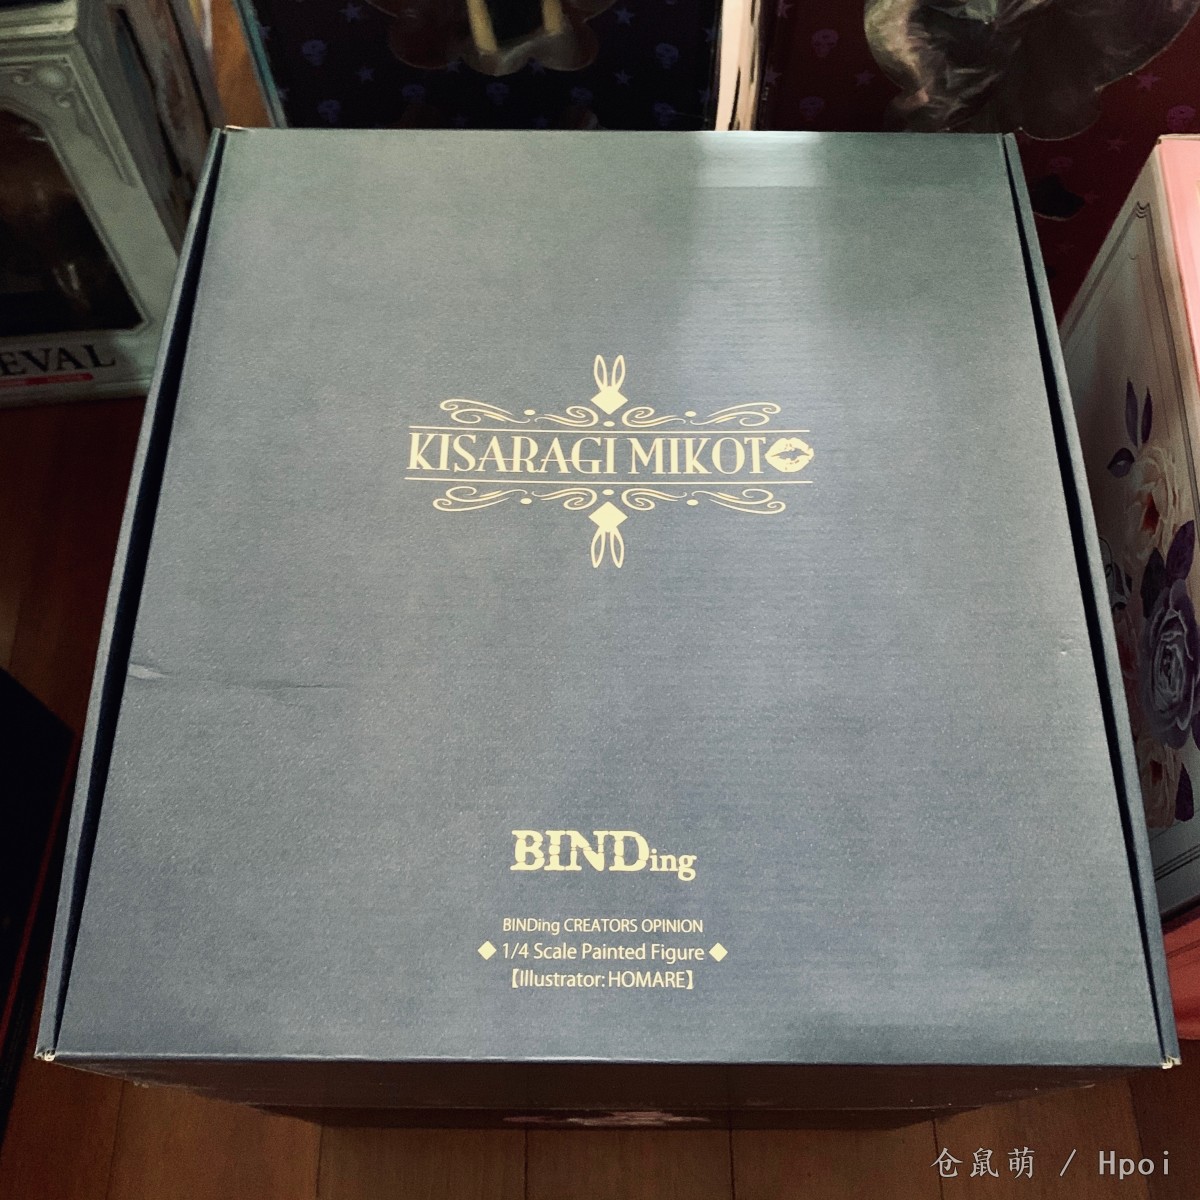 EVAL
KISARAGI MIKOTO
BINDing
BINDing CREATORS OPINION
◆ 1/4 Scale Painted Figure ◆
【Illustrator: HOMARE】
仓鼠萌 / Hpoi